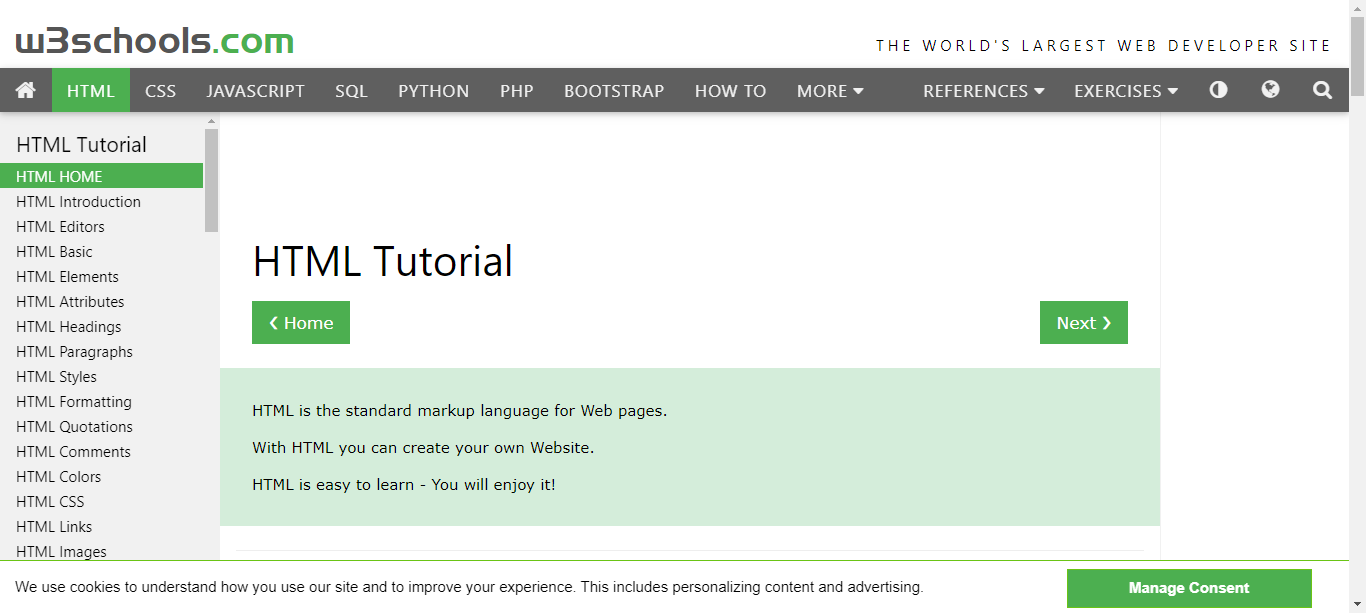 w3schools.com
THE WORLD'S LARGEST WEB DEVELOPER SITE
HTML CSS JAVASCRIPT SQL PYTHON PHP BOOTSTRAP HOW TO MORE REFERENCES EXERCISES
HTML Tutorial
HTML HOME
HTML Introduction
HTML Editors
HTML Basic
HTML Elements
HTML Attributes
HTML Headings
HTML Paragraphs
HTML Styles
HTML Formatting
HTML Quotations
HTML Comments
HTML Colors
HTML CSS
HTML Links
HTML Images
HTML Tutorial
❮ Home
Next ❯
HTML is the standard markup language for Web pages.
With HTML you can create your own Website.
HTML is easy to learn - You will enjoy it!
We use cookies to understand how you use our site and to improve your experience. This includes personalizing content and advertising.
Manage Consent